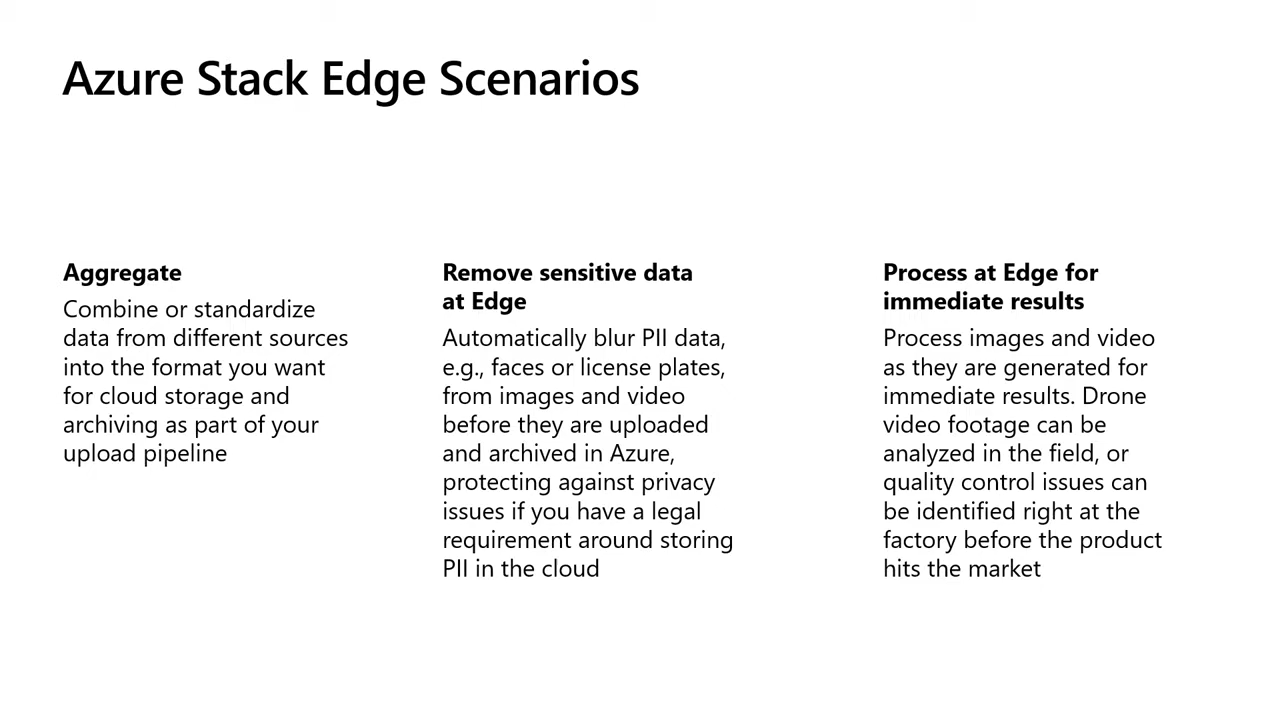 Azure Stack Edge Scenarios
Aggregate
Combine or standardize
data from different sources
into the format you want
for cloud storage and
archiving as part of your
upload pipeline
Remove sensitive data
at Edge
Automatically blur PII data,
e.g., faces or license plates,
from images and video
before they are uploaded
and archived in Azure,
protecting against privacy
issues if you have a legal
requirement around storing
PII in the cloud
Process at Edge for
immediate results
Process images and video
as they are generated for
immediate results. Drone
video footage can be
analyzed in the field, or
quality control issues can
be identified right at the
factory before the product
hits the market